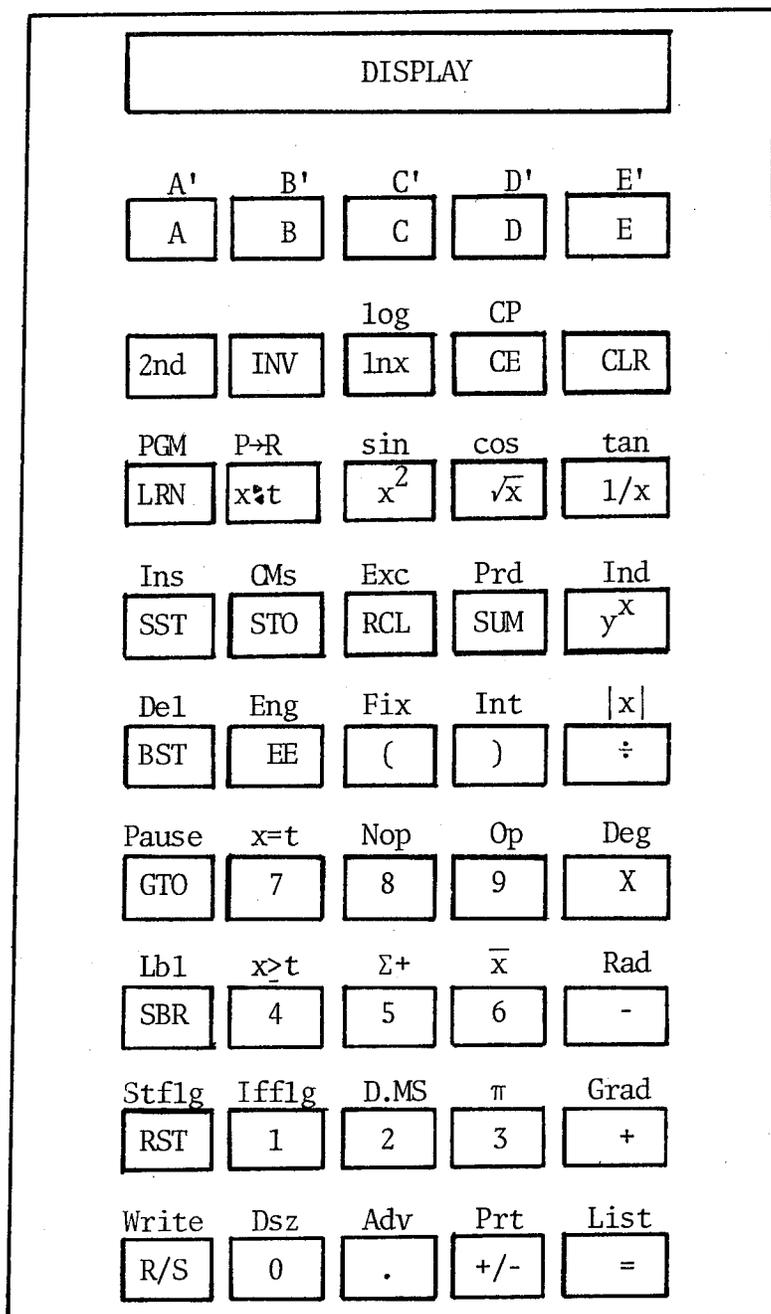 DISPLAY
A' B' C' D' E'
A B C D E
log CP
2nd INV lnx CE CLR
PGM P→R sin cos tan
LRN x⇄t x² √x 1/x
Ins CMs Exc Prd Ind
SST STO RCL SUM yˣ
Del Eng Fix Int |x|
BST EE ( ) ÷
Pause x=t Nop Op Deg
GTO 7 8 9 X
Lbl x≥t Σ+ x̅ Rad
SBR 4 5 6 -
Stflg Ifflg D.MS π Grad
RST 1 2 3 +
Write Dsz Adv Prt List
R/S 0 . +/- =